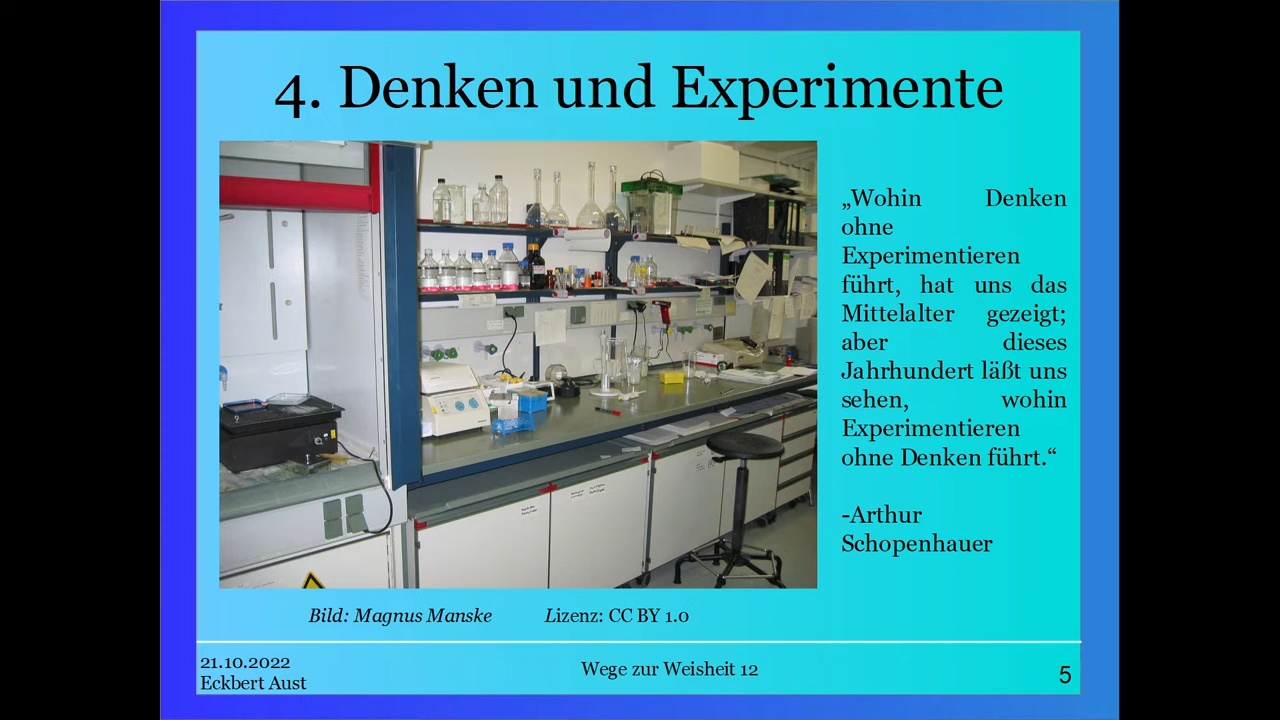 4. Denken und Experimente
„Wohin Denken
ohne
Experimentieren
führt, hat uns das
Mittelalter gezeigt;
aber dieses
Jahrhundert läßt uns
sehen, wohin
Experimentieren
ohne Denken führt.“
-Arthur
Schopenhauer
Bild: Magnus Manske Lizenz: CC BY 1.0
21.10.2022
Eckbert Aust
Wege zur Weisheit 12
5